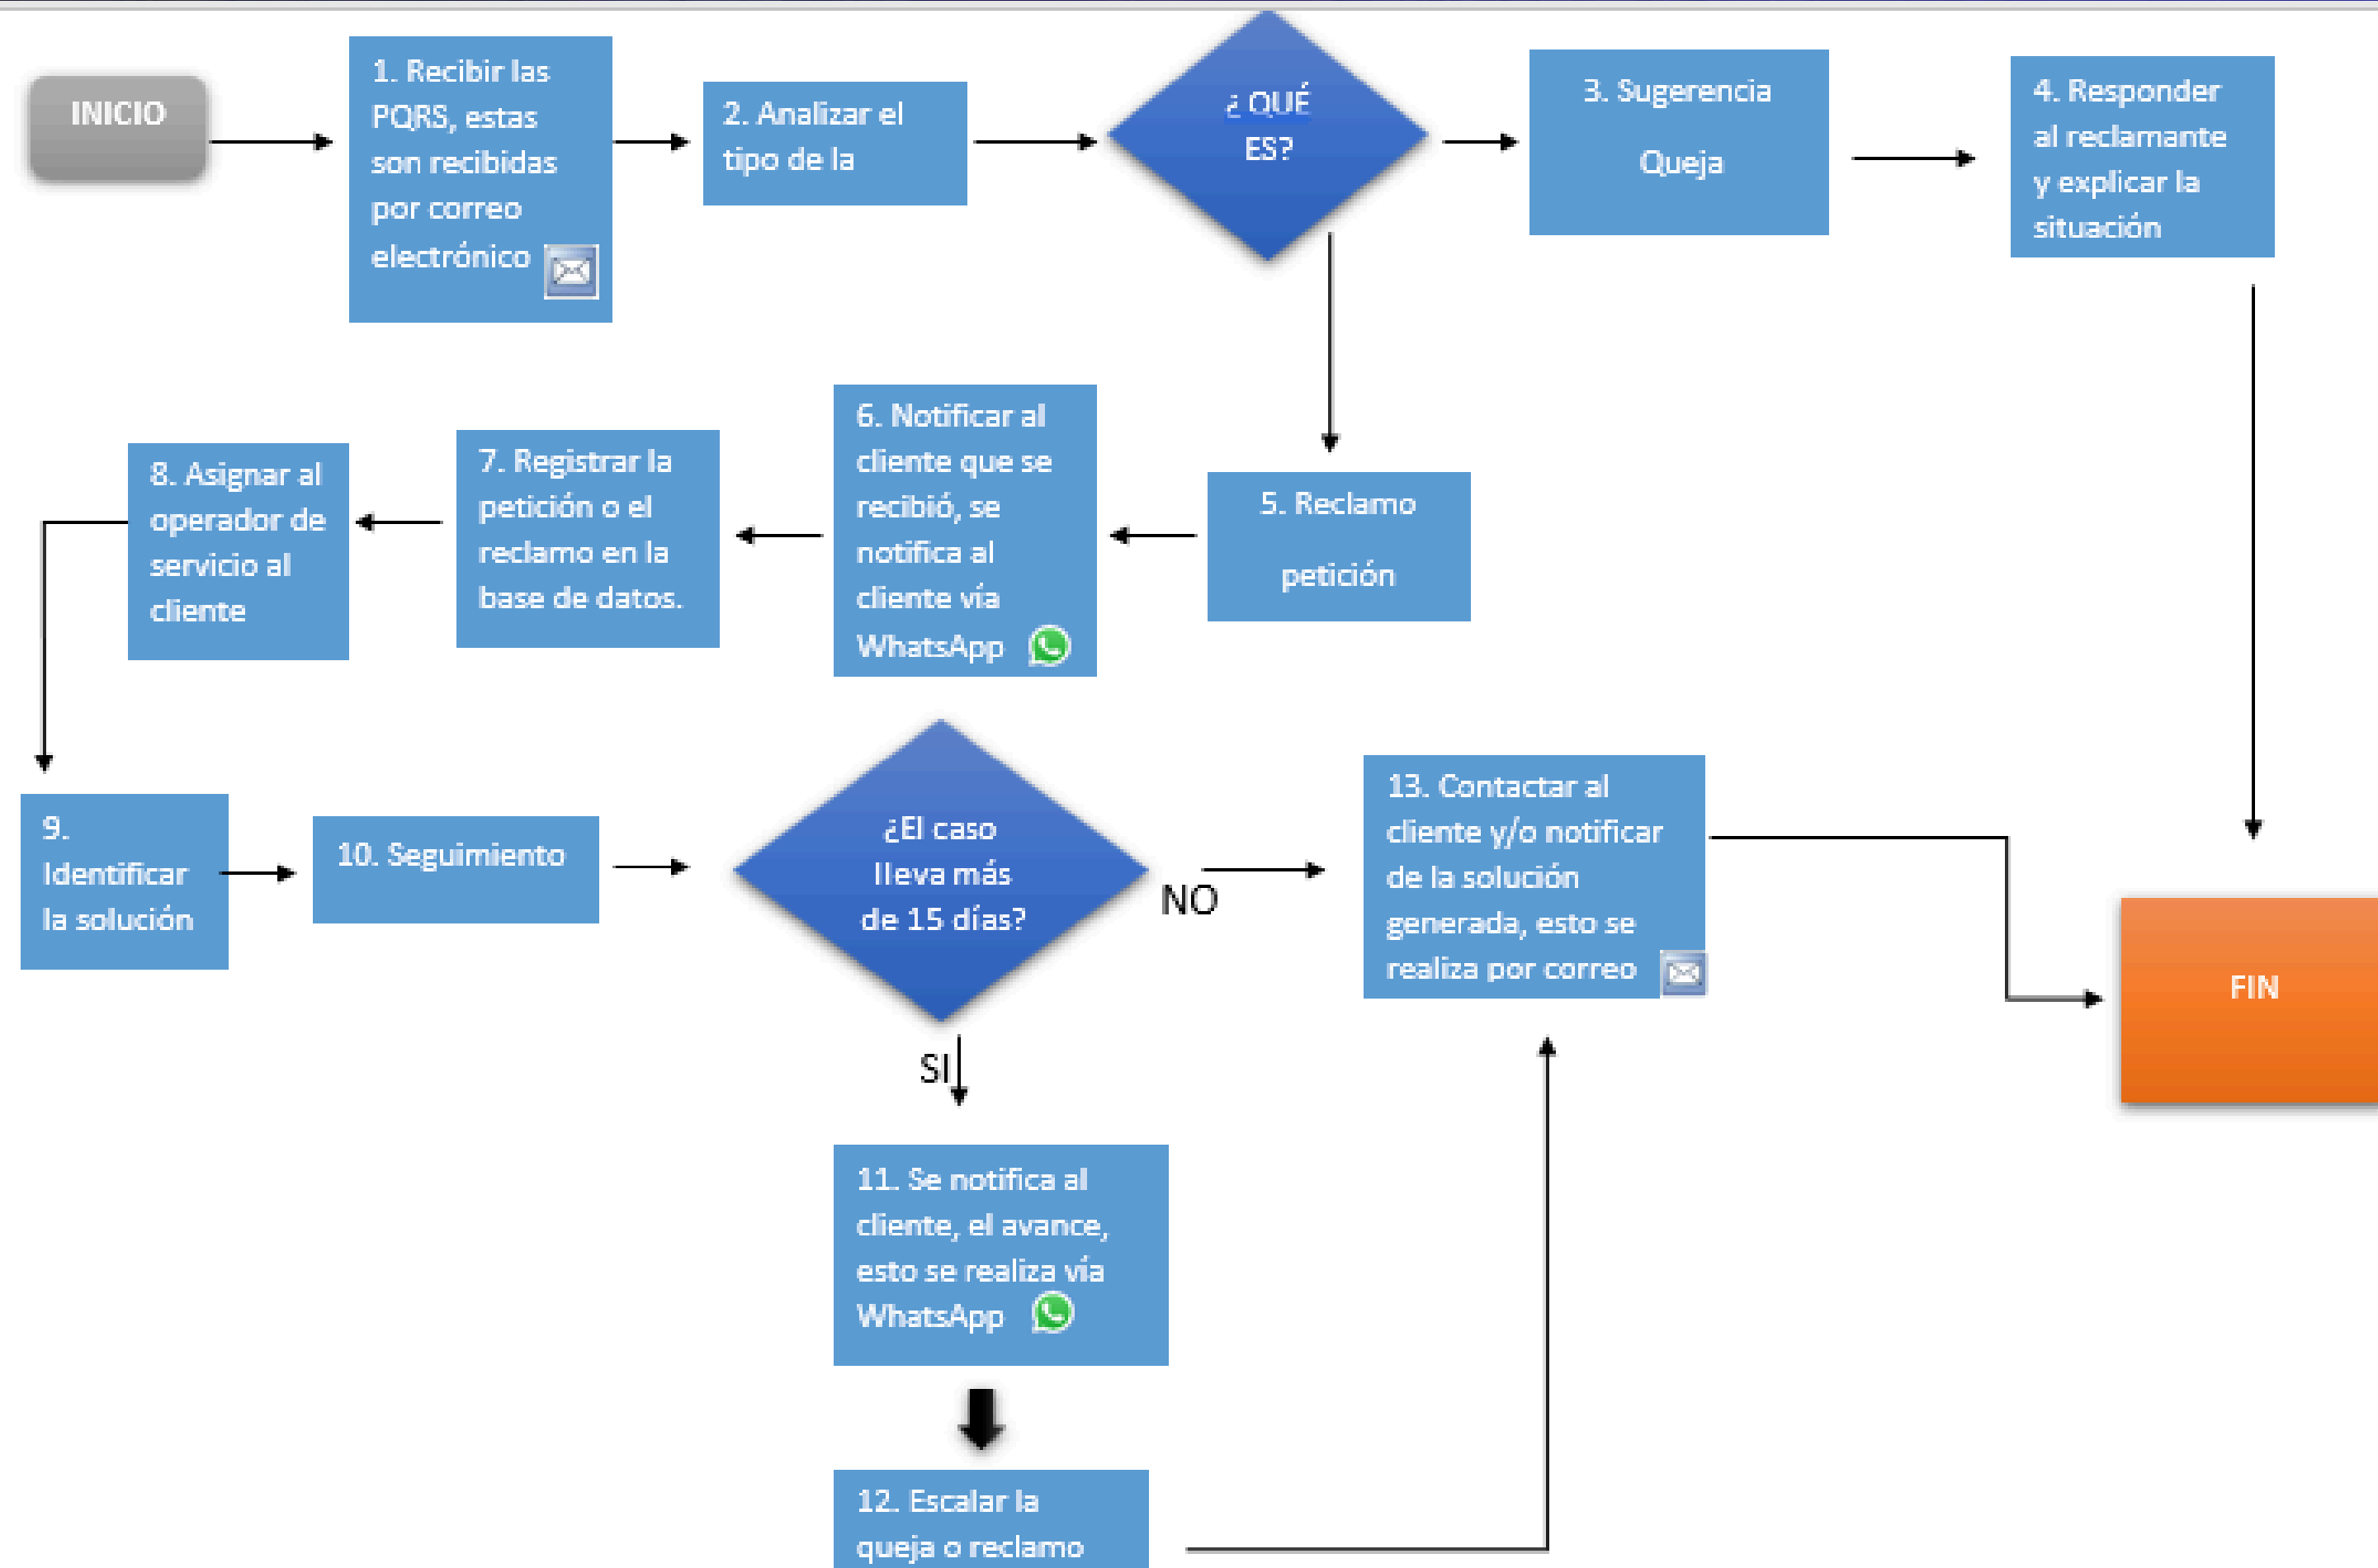 INICIO
1. Recibir las
PQRS, estas
son recibidas
por correo
electrónico
2. Analizar el
tipo de la
¿ QUÉ
ES?
3. Sugerencia
Queja
4. Responder
al reclamante
y explicar la
situación
8. Asignar al
operador de
servicio al
cliente
7. Registrar la
petición o el
reclamo en la
base de datos.
6. Notificar al
cliente que se
recibió, se
notifica al
cliente vía
WhatsApp
5. Reclamo
petición
9.
Identificar
la solución
10. Seguimiento
¿El caso
lleva más
de 15 días?
NO
13. Contactar al
cliente y/o notificar
de la solución
generada, esto se
realiza por correo
FIN
SI
11. Se notifica al
cliente, el avance,
esto se realiza vía
WhatsApp
12. Escalar la
queja o reclamo